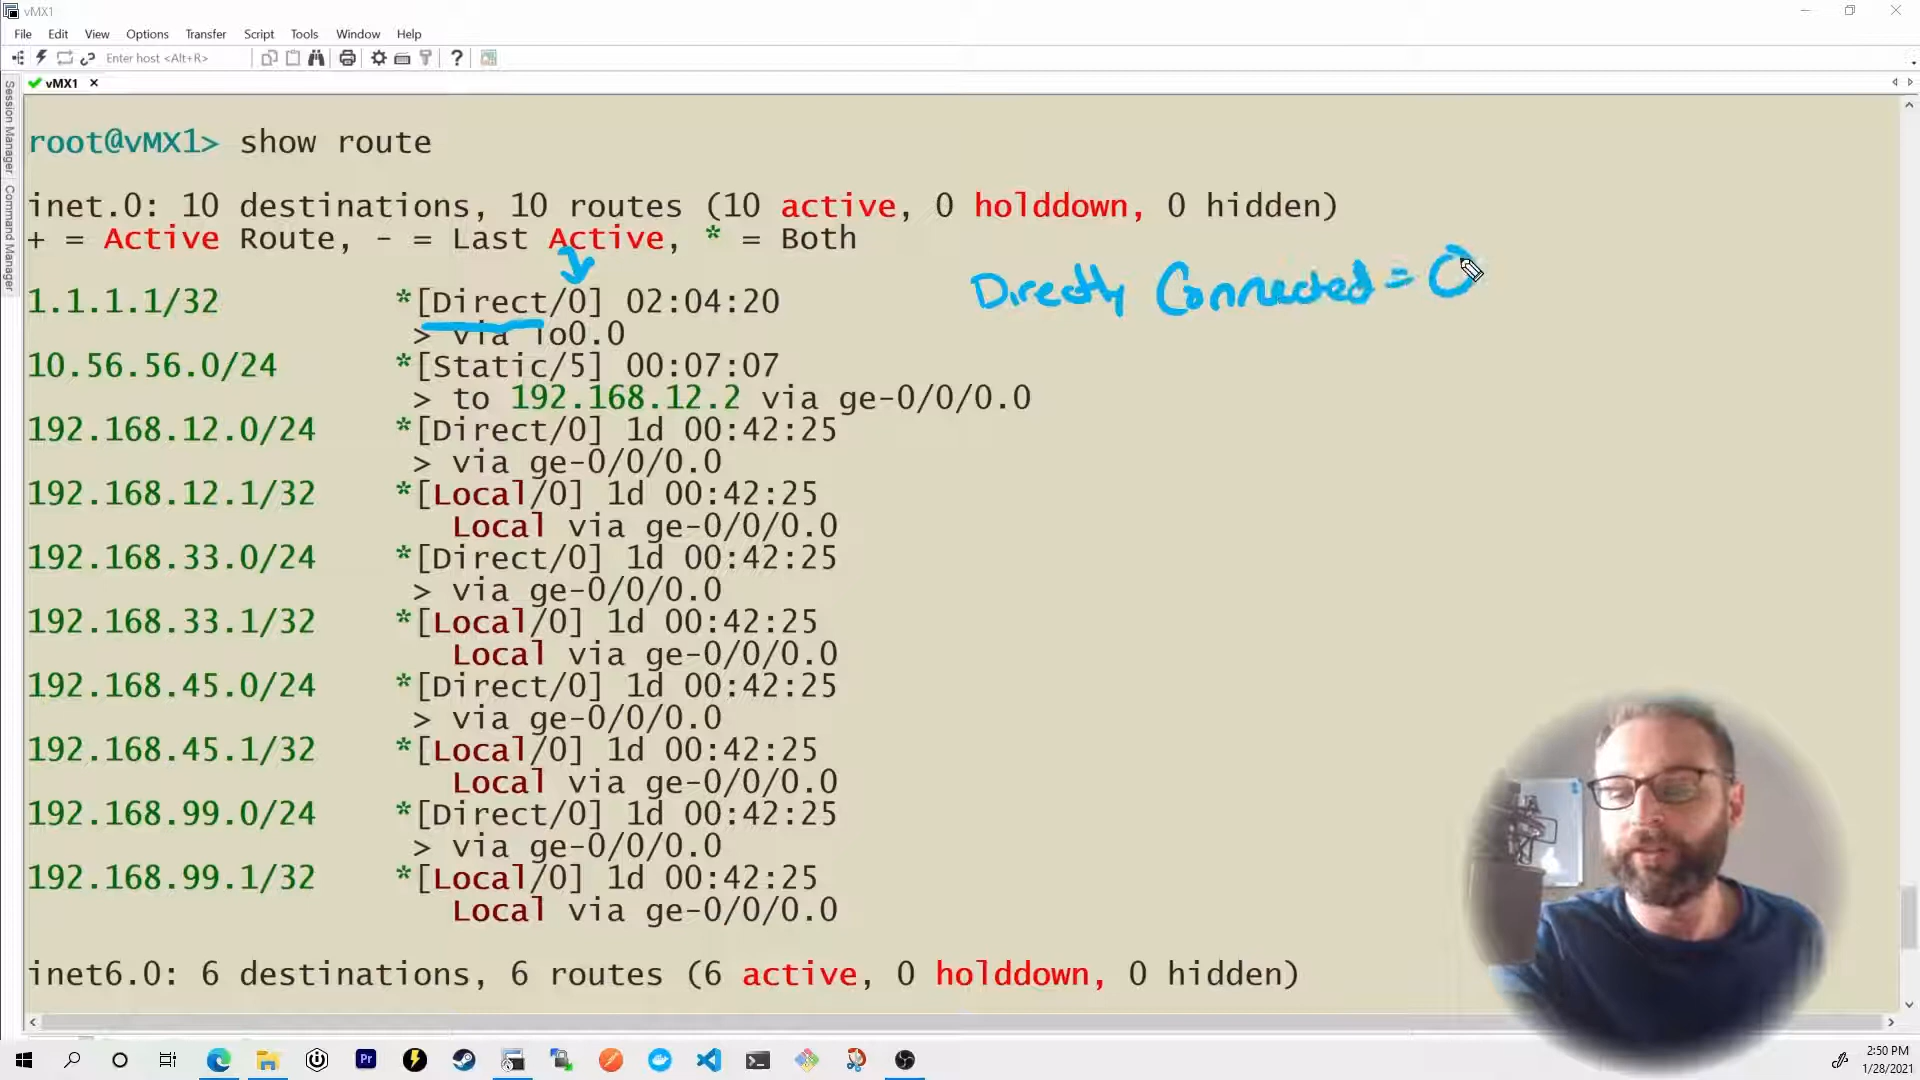 vMX1
File Edit View Options Transfer Script Tools Window Help
Enter host <Alt+R>
vMX1
Session Manager
Command Manager
root@vMX1> show route
inet.0: 10 destinations, 10 routes (10 active, 0 holddown, 0 hidden)
+ = Active Route, - = Last Active, * = Both
Directly Connected = 0
1.1.1.1/32 *[Direct/0] 02:04:20
> via lo0.0
10.56.56.0/24 *[Static/5] 00:07:07
> to 192.168.12.2 via ge-0/0/0.0
192.168.12.0/24 *[Direct/0] 1d 00:42:25
> via ge-0/0/0.0
192.168.12.1/32 *[Local/0] 1d 00:42:25
Local via ge-0/0/0.0
192.168.33.0/24 *[Direct/0] 1d 00:42:25
> via ge-0/0/0.0
192.168.33.1/32 *[Local/0] 1d 00:42:25
Local via ge-0/0/0.0
192.168.45.0/24 *[Direct/0] 1d 00:42:25
> via ge-0/0/0.0
192.168.45.1/32 *[Local/0] 1d 00:42:25
Local via ge-0/0/0.0
192.168.99.0/24 *[Direct/0] 1d 00:42:25
> via ge-0/0/0.0
192.168.99.1/32 *[Local/0] 1d 00:42:25
Local via ge-0/0/0.0
inet6.0: 6 destinations, 6 routes (6 active, 0 holddown, 0 hidden)
Pr
2:50 PM
1/28/2021